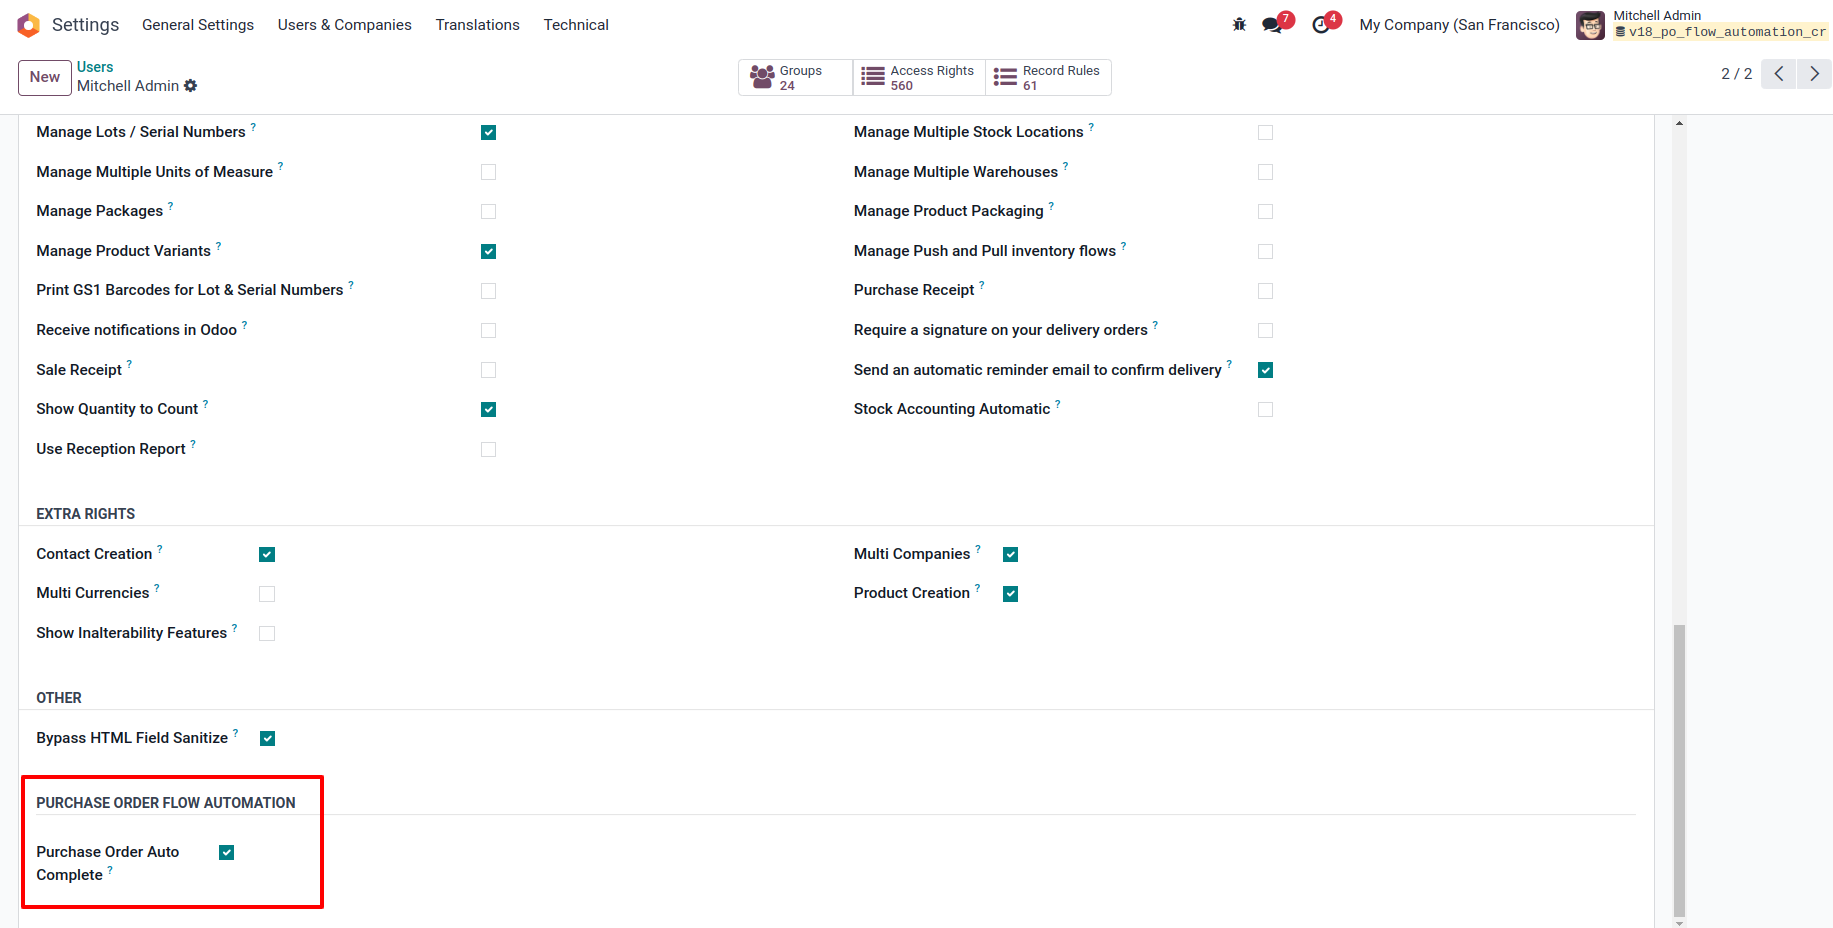 Settings General Settings Users & Companies Translations Technical 7 4 My Company (San Francisco) Mitchell Admin
v18_po_flow_automation_cr
New Users
Mitchell Admin
Groups 24 Access Rights 560 Record Rules 61
2 / 2
Manage Lots / Serial Numbers ? Manage Multiple Stock Locations ?
Manage Multiple Units of Measure ? Manage Multiple Warehouses ?
Manage Packages ? Manage Product Packaging ?
Manage Product Variants ? Manage Push and Pull inventory flows ?
Print GS1 Barcodes for Lot & Serial Numbers ? Purchase Receipt ?
Receive notifications in Odoo ? Require a signature on your delivery orders ?
Sale Receipt ? Send an automatic reminder email to confirm delivery ?
Show Quantity to Count ? Stock Accounting Automatic ?
Use Reception Report ?
EXTRA RIGHTS
Contact Creation ? Multi Companies ?
Multi Currencies ? Product Creation ?
Show Inalterability Features ?
OTHER
Bypass HTML Field Sanitize ?
PURCHASE ORDER FLOW AUTOMATION
Purchase Order Auto
Complete ?